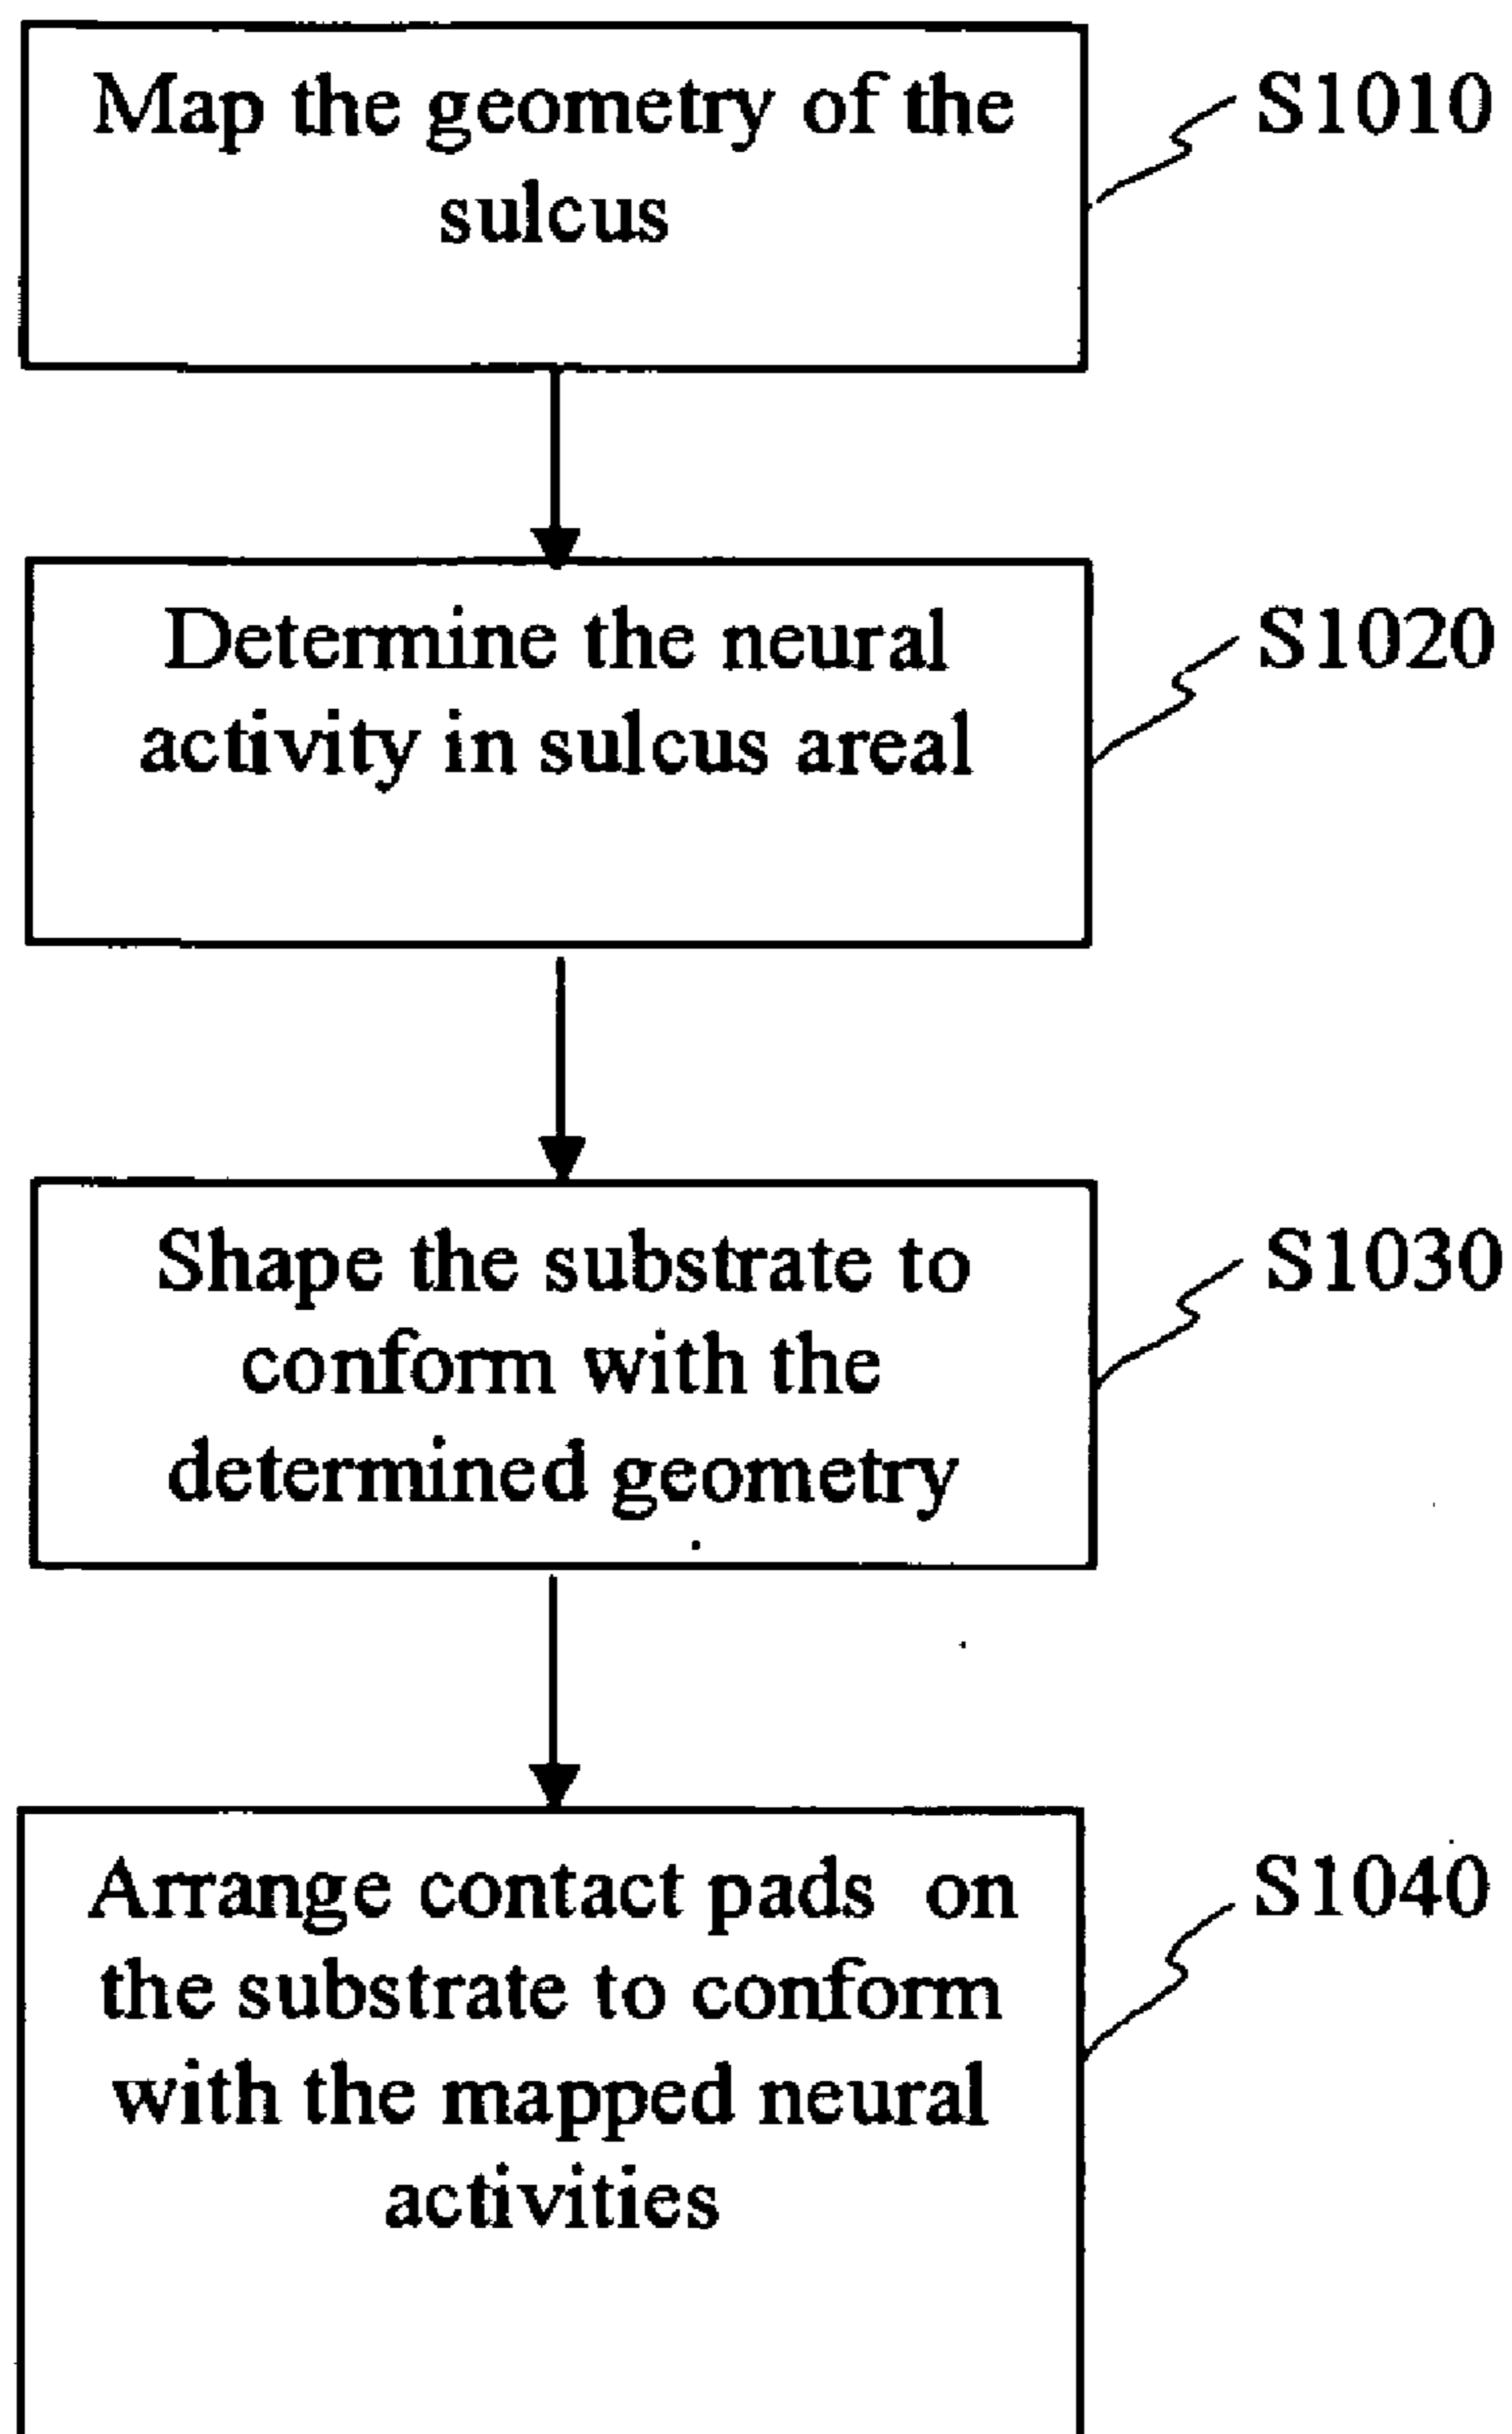 Map the geometry of the
sulcus
S1010
Determine the neural
activity in sulcus areal
S1020
Shape the substrate to
conform with the
determined geometry
S1030
Arrange contact pads on
the substrate to conform
with the mapped neural
activities
S1040